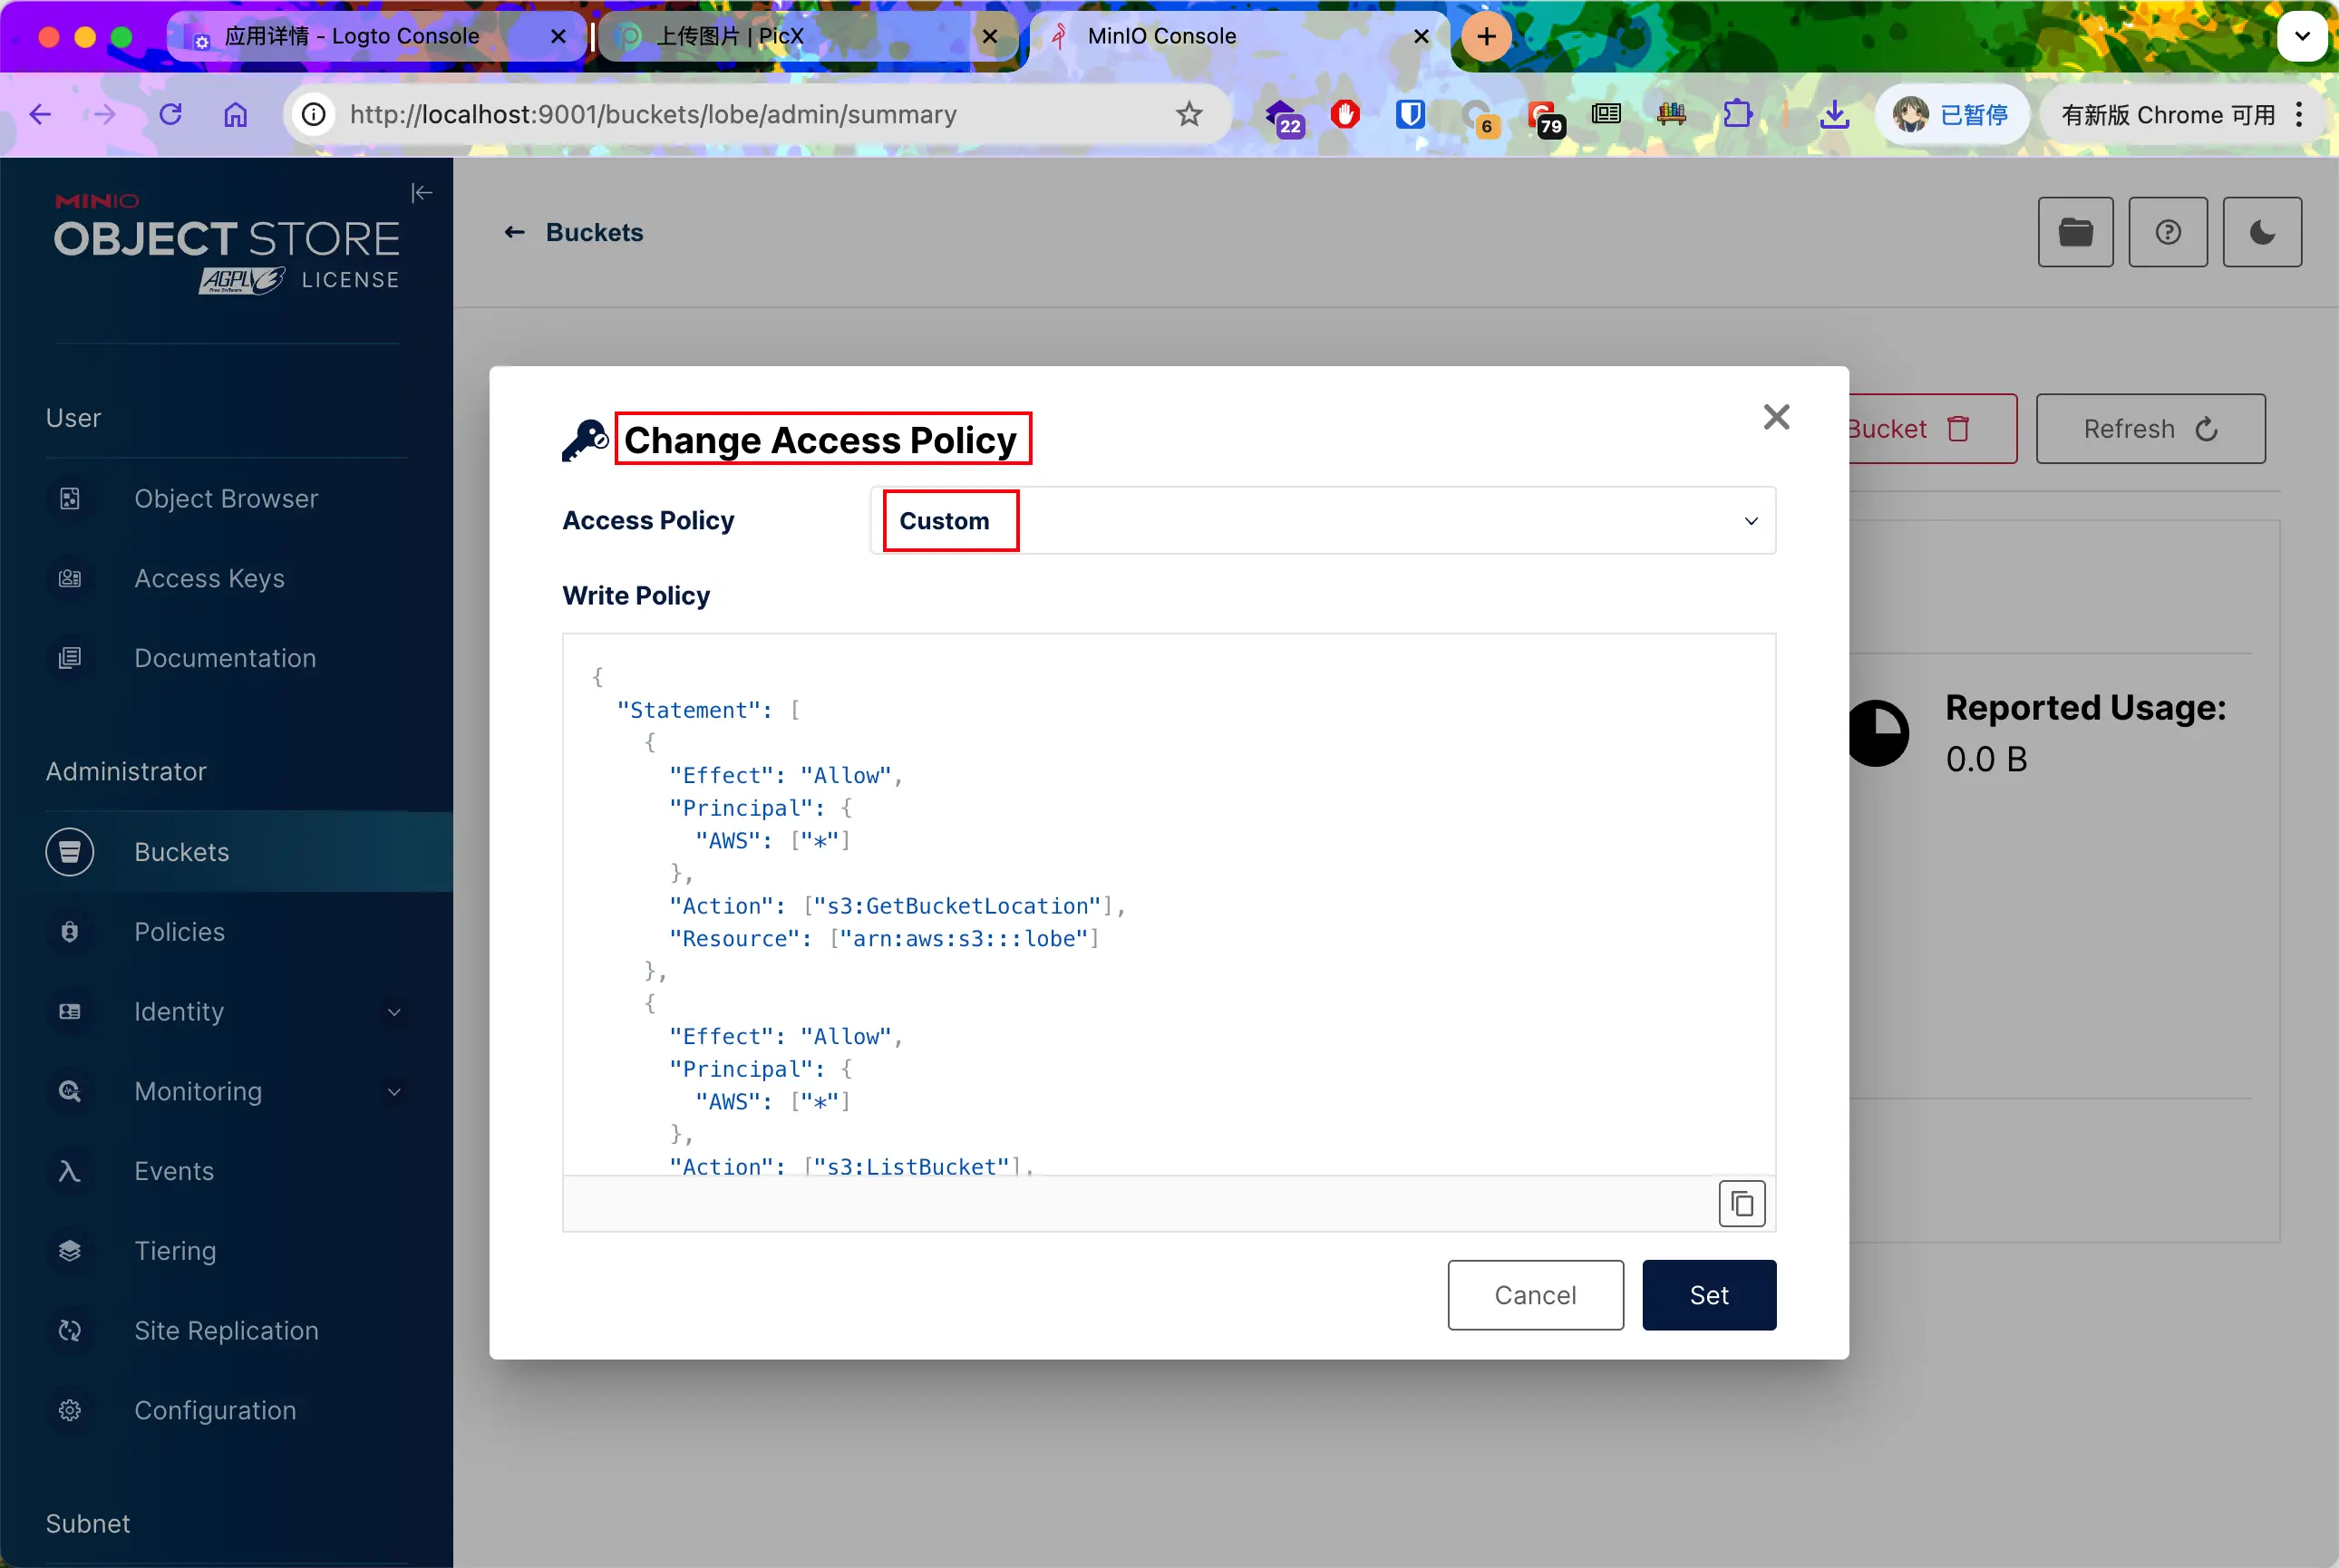 应用详情 - Logto Console
上传图片 | PicX
MinIO Console
http://localhost:9001/buckets/lobe/admin/summary
22
6
79
已暂停
有新版 Chrome 可用
MINIO
OBJECT STORE
AGPLv3 LICENSE
User
Object Browser
Access Keys
Documentation
Administrator
Buckets
Policies
Identity
Monitoring
Events
Tiering
Site Replication
Configuration
Subnet
Buckets
Bucket
Refresh
Reported Usage:
0.0 B
Change Access Policy
Access Policy
Custom
Write Policy
{
"Statement": [
{
"Effect": "Allow",
"Principal": {
"AWS": ["*"]
},
"Action": ["s3:GetBucketLocation"],
"Resource": ["arn:aws:s3:::lobe"]
},
{
"Effect": "Allow",
"Principal": {
"AWS": ["*"]
},
"Action": ["s3:ListBucket"],
Cancel
Set